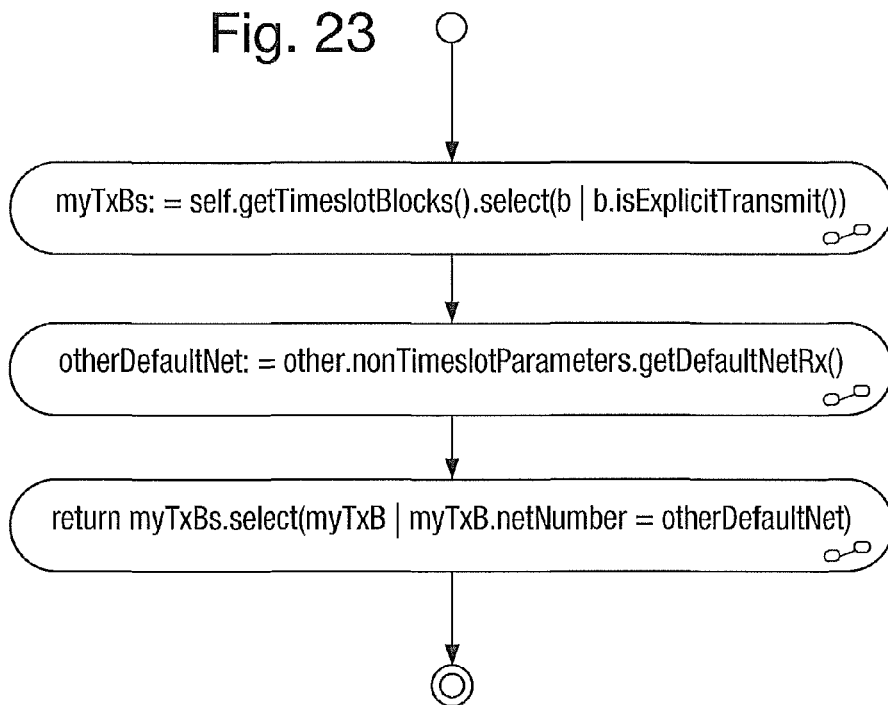 Fig. 23
myTxBs: = self.getTimeslotBlocks().select(b | b.isExplicitTransmit())
otherDefaultNet: = other.nonTimeslotParameters.getDefaultNetRx()
return myTxBs.select(myTxB | myTxB.netNumber = otherDefaultNet)